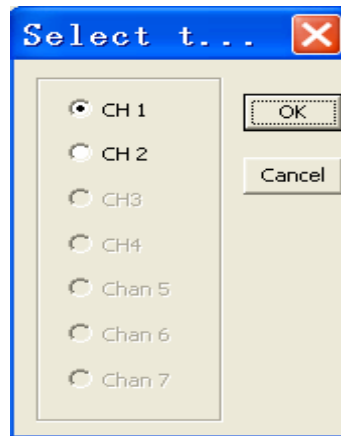 Select t...
CH 1
OK
CH 2
Cancel
CH3
CH4
Chan 5
Chan 6
Chan 7